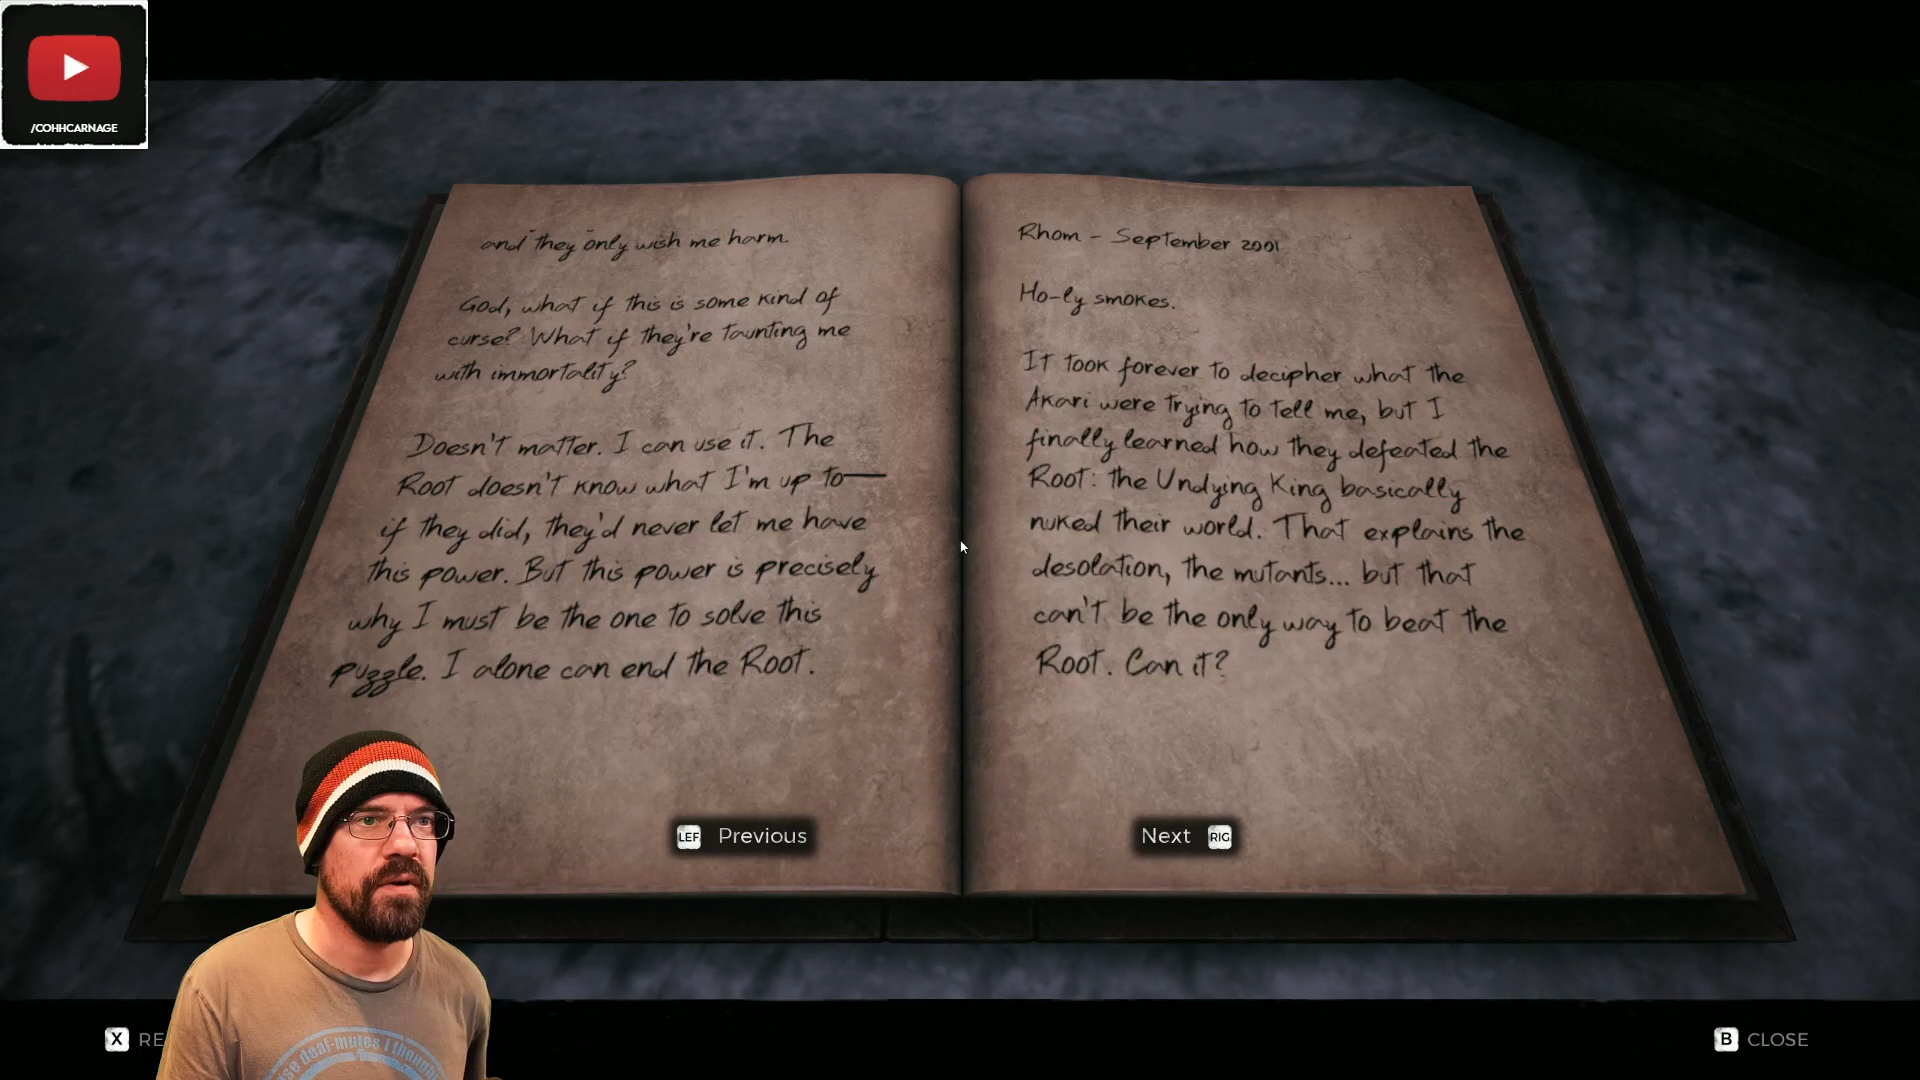 /COHHCARNAGE
and "they" only wish me harm.
God, what if this is some kind of
curse? What if they're taunting me
with immortality?
Doesn't matter. I can use it. The
Root doesn't know what I'm up to—
if they did, they'd never let me have
this power. But this power is precisely
why I must be the one to solve this
puzzle. I alone can end the Root.
Rhom - September 2001
Ho-ly smokes.
It took forever to decipher what the
Akari were trying to tell me, but I
finally learned how they defeated the
Root: the Undying King basically
nuked their world. That explains the
desolation, the mutants... but that
can't be the only way to beat the
Root. Can it?
LEF Previous
Next RIG
X
B CLOSE
deaf-mutes I